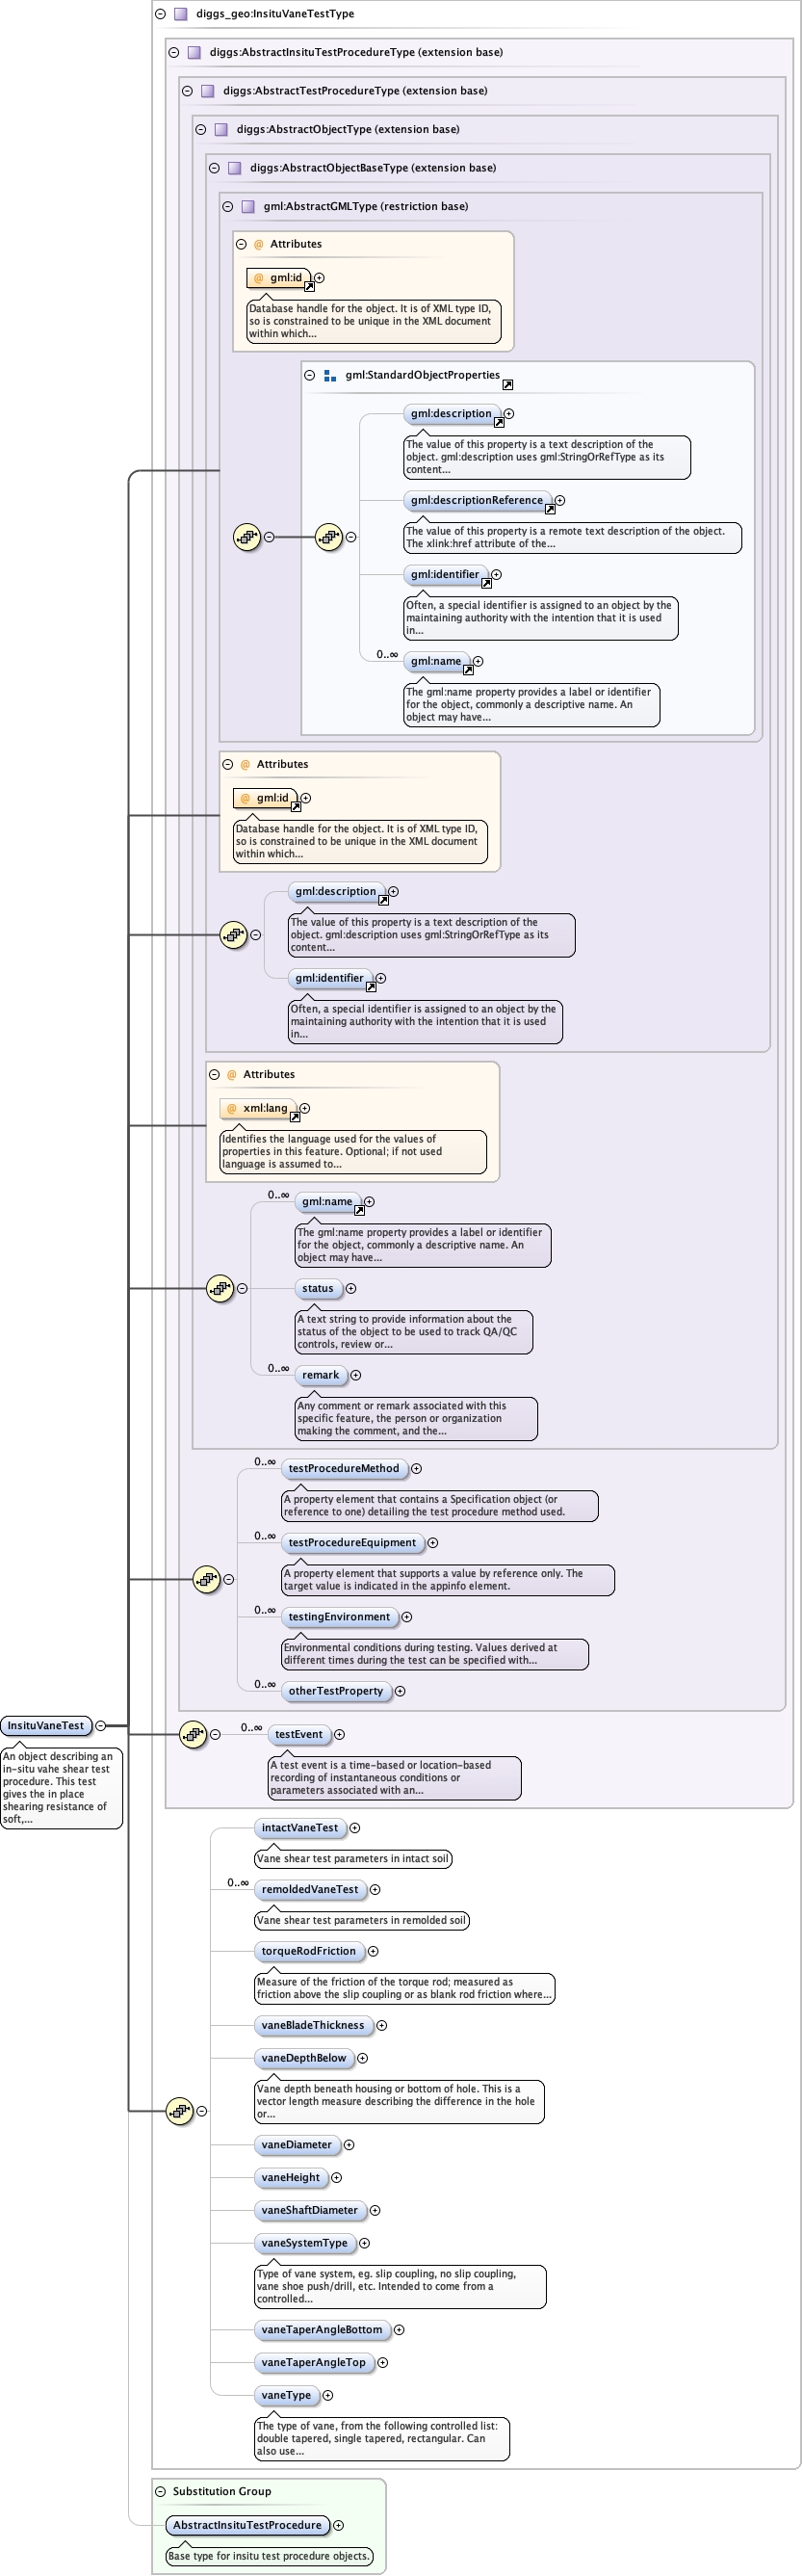 diggs_geo:InsituVaneTestType
diggs:AbstractInsituTestProcedureType (extension base)
diggs:AbstractTestProcedureType (extension base)
diggs:AbstractObjectType (extension base)
diggs:AbstractObjectBaseType (extension base)
gml:AbstractGMLType (restriction base)
@ Attributes
@ gml:id
Database handle for the object. It is of XML type ID,
so is constrained to be unique in the XML document
within which...
gml:StandardObjectProperties
gml:description
The value of this property is a text description of the
object. gml:description uses gml:StringOrRefType as its
content...
gml:descriptionReference
The value of this property is a remote text description of the object.
The xlink:href attribute of the...
gml:identifier
Often, a special identifier is assigned to an object by the
maintaining authority with the intention that it is used
in...
0..∞
gml:name
The gml:name property provides a label or identifier
for the object, commonly a descriptive name. An
object may have...
@ Attributes
@ gml:id
Database handle for the object. It is of XML type ID,
so is constrained to be unique in the XML document
within which...
gml:description
The value of this property is a text description of the
object. gml:description uses gml:StringOrRefType as its
content...
gml:identifier
Often, a special identifier is assigned to an object by the
maintaining authority with the intention that it is used
in...
@ Attributes
@ xml:lang
Identifies the language used for the values of
properties in this feature. Optional; if not used
language is assumed to...
0..∞
gml:name
The gml:name property provides a label or identifier
for the object, commonly a descriptive name. An
object may have...
status
A text string to provide information about the
status of the object to be used to track QA/QC
controls, review or...
0..∞
remark
Any comment or remark associated with this
specific feature, the person or organization
making the comment, and the...
0..∞
testProcedureMethod
A property element that contains a Specification object (or
reference to one) detailing the test procedure method used.
0..∞
testProcedureEquipment
A property element that supports a value by reference only. The
target value is indicated in the appinfo element.
0..∞
testingEnvironment
Environmental conditions during testing. Values derived at
different times during the test can be specified with...
0..∞
otherTestProperty
InsituVaneTest
An object describing an
in-situ vahe shear test
procedure. This test
gives the in place
shearing resistance of
soft,...
0..∞
testEvent
A test event is a time-based or location-based
recording of instantaneous conditions or
parameters associated with an...
intactVaneTest
Vane shear test parameters in intact soil
0..∞
remoldedVaneTest
Vane shear test parameters in remolded soil
torqueRodFriction
Measure of the friction of the torque rod; measured as
friction above the slip coupling or as blank rod friction where...
vaneBladeThickness
vaneDepthBelow
Vane depth beneath housing or bottom of hole. This is a
vector length measure describing the difference in the hole
or...
vaneDiameter
vaneHeight
vaneShaftDiameter
vaneSystemType
Type of vane system, eg. slip coupling, no slip coupling,
vane shoe push/drill, etc. Intended to come from a
controlled...
vaneTaperAngleBottom
vaneTaperAngleTop
vaneType
The type of vane, from the following controlled list:
double tapered, single tapered, rectangular. Can
also use...
Substitution Group
AbstractInsituTestProcedure
Base type for insitu test procedure objects.